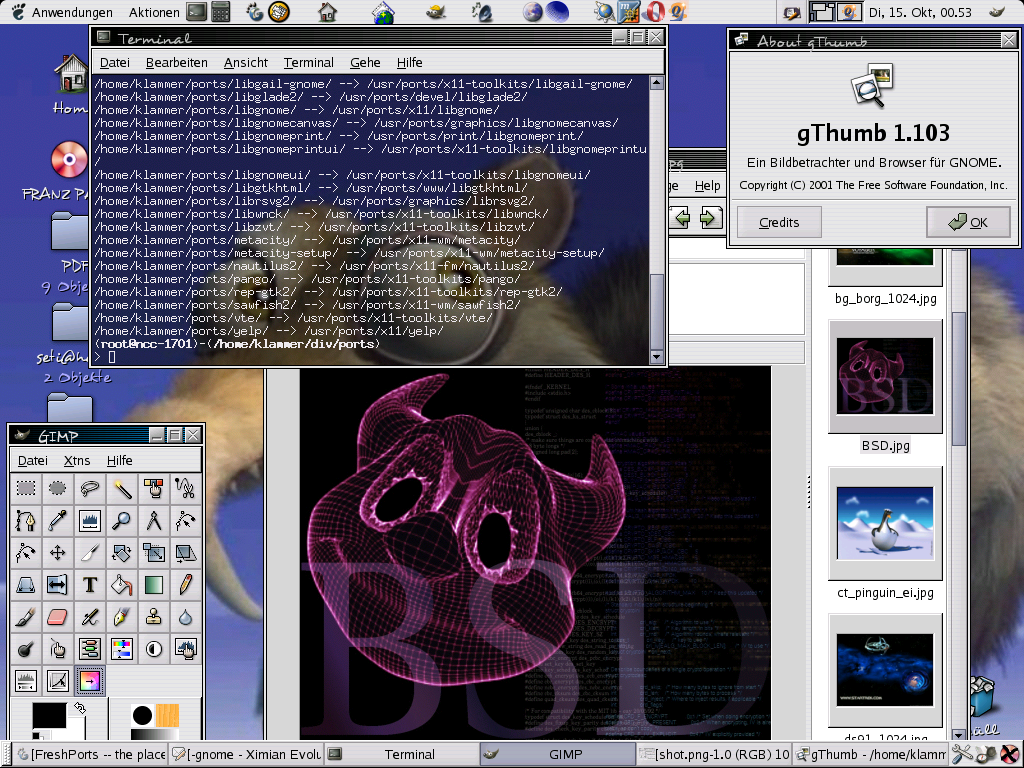 Anwendungen Aktionen Di, 15. Okt, 00.53
Terminal
Datei Bearbeiten Ansicht Terminal Gehe Hilfe
/home/klammer/ports/libgail-gnome/ --> /usr/ports/x11-toolkits/libgail-gnome/
/home/klammer/ports/libglade2/ --> /usr/ports/devel/libglade2/
/home/klammer/ports/libgnome/ --> /usr/ports/x11/libgnome/
/home/klammer/ports/libgnomecanvas/ --> /usr/ports/graphics/libgnomecanvas/
/home/klammer/ports/libgnomeprint/ --> /usr/ports/print/libgnomeprint/
/home/klammer/ports/libgnomeprintui/ --> /usr/ports/x11-toolkits/libgnomeprintu
/
/home/klammer/ports/libgnomeui/ --> /usr/ports/x11-toolkits/libgnomeui/
/home/klammer/ports/libgtkhtml/ --> /usr/ports/www/libgtkhtml/
/home/klammer/ports/librsvg2/ --> /usr/ports/graphics/librsvg2/
/home/klammer/ports/libwnck/ --> /usr/ports/x11-toolkits/libwnck/
/home/klammer/ports/libzvt/ --> /usr/ports/x11-toolkits/libzvt/
/home/klammer/ports/metacity/ --> /usr/ports/x11-wm/metacity/
/home/klammer/ports/metacity-setup/ --> /usr/ports/x11-wm/metacity-setup/
/home/klammer/ports/nautilus2/ --> /usr/ports/x11-fm/nautilus2/
/home/klammer/ports/pango/ --> /usr/ports/x11-toolkits/pango/
/home/klammer/ports/rep-gtk2/ --> /usr/ports/x11-toolkits/rep-gtk2/
/home/klammer/ports/sawfish2/ --> /usr/ports/x11-wm/sawfish2/
/home/klammer/ports/vte/ --> /usr/ports/x11-toolkits/vte/
/home/klammer/ports/yelp/ --> /usr/ports/x11/yelp/
(root@ncc-1701)-(/home/klammer/div/ports)
>
About gThumb
gThumb 1.103
Ein Bildbetrachter und Browser für GNOME.
Copyright (C) 2001 The Free Software Foundation, Inc.
Credits OK
Help
FRANZ
PDF
2 Objekte
bg_borg_1024.jpg
BSD
BSD.jpg
ct_pinguin_ei.jpg
ds91_1024.jpg
GIMP
Datei Xtns Hilfe
BSD
[FreshPorts -- the place [-gnome - Ximian Evolu Terminal GIMP [shot.png-1.0 (RGB) 10 gThumb - /home/klamm